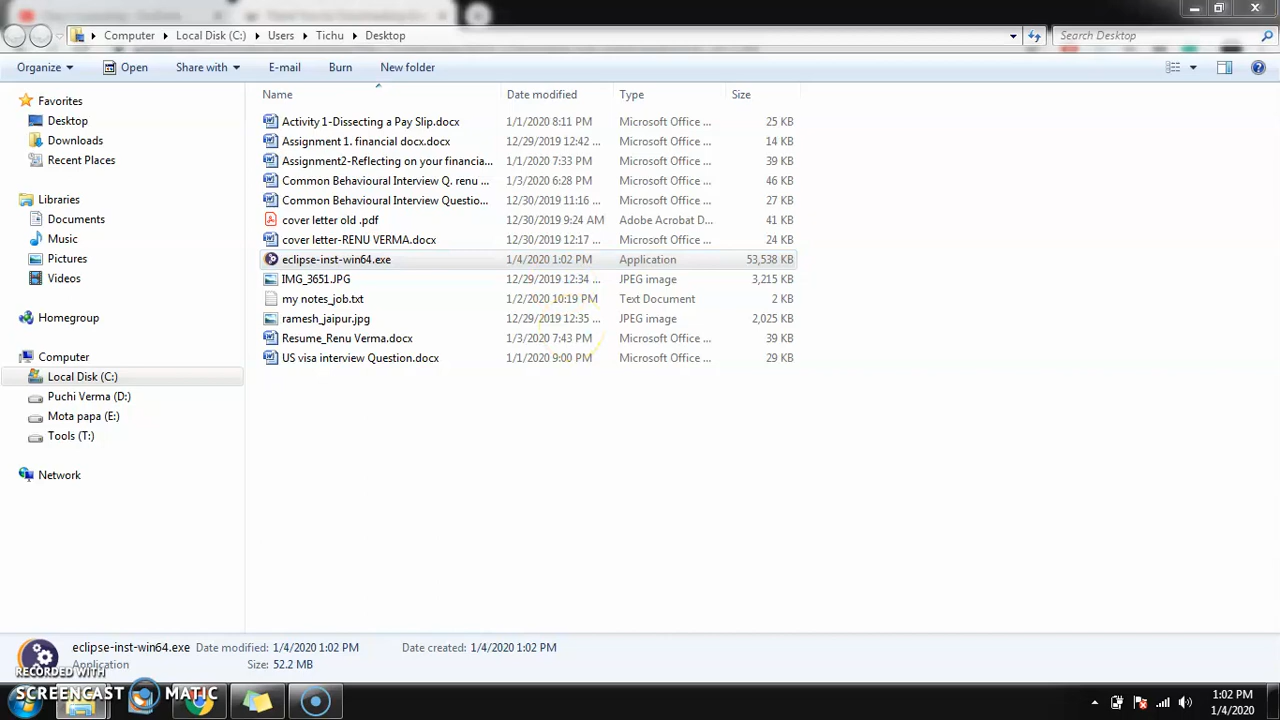 Computer Local Disk (C:) Users Tichu Desktop
Search Desktop
Organize Open Share with E-mail Burn New folder
Name Date modified Type Size
Favorites
Desktop
Downloads
Recent Places
Libraries
Documents
Music
Pictures
Videos
Homegroup
Computer
Local Disk (C:)
Puchi Verma (D:)
Mota papa (E:)
Tools (T:)
Network
Activity 1-Dissecting a Pay Slip.docx 1/1/2020 8:11 PM Microsoft Office ... 25 KB
Assignment 1. financial docx.docx 12/29/2019 12:42 ... Microsoft Office ... 14 KB
Assignment2-Reflecting on your financia... 1/1/2020 7:33 PM Microsoft Office ... 39 KB
Common Behavioural Interview Q. renu ... 1/3/2020 6:28 PM Microsoft Office ... 46 KB
Common Behavioural Interview Questio... 12/30/2019 11:16 ... Microsoft Office ... 27 KB
cover letter old .pdf 12/30/2019 9:24 AM Adobe Acrobat D... 41 KB
cover letter-RENU VERMA.docx 12/30/2019 12:17 ... Microsoft Office ... 24 KB
eclipse-inst-win64.exe 1/4/2020 1:02 PM Application 53,538 KB
IMG_3651.JPG 12/29/2019 12:34 ... JPEG image 3,215 KB
my notes_job.txt 1/2/2020 10:19 PM Text Document 2 KB
ramesh_jaipur.jpg 12/29/2019 12:35 ... JPEG image 2,025 KB
Resume_Renu Verma.docx 1/3/2020 7:43 PM Microsoft Office ... 39 KB
US visa interview Question.docx 1/1/2020 9:00 PM Microsoft Office ... 29 KB
eclipse-inst-win64.exe Date modified: 1/4/2020 1:02 PM Date created: 1/4/2020 1:02 PM
Application Size: 52.2 MB
RECORDED WITH
SCREENCAST MATIC
1:02 PM
1/4/2020